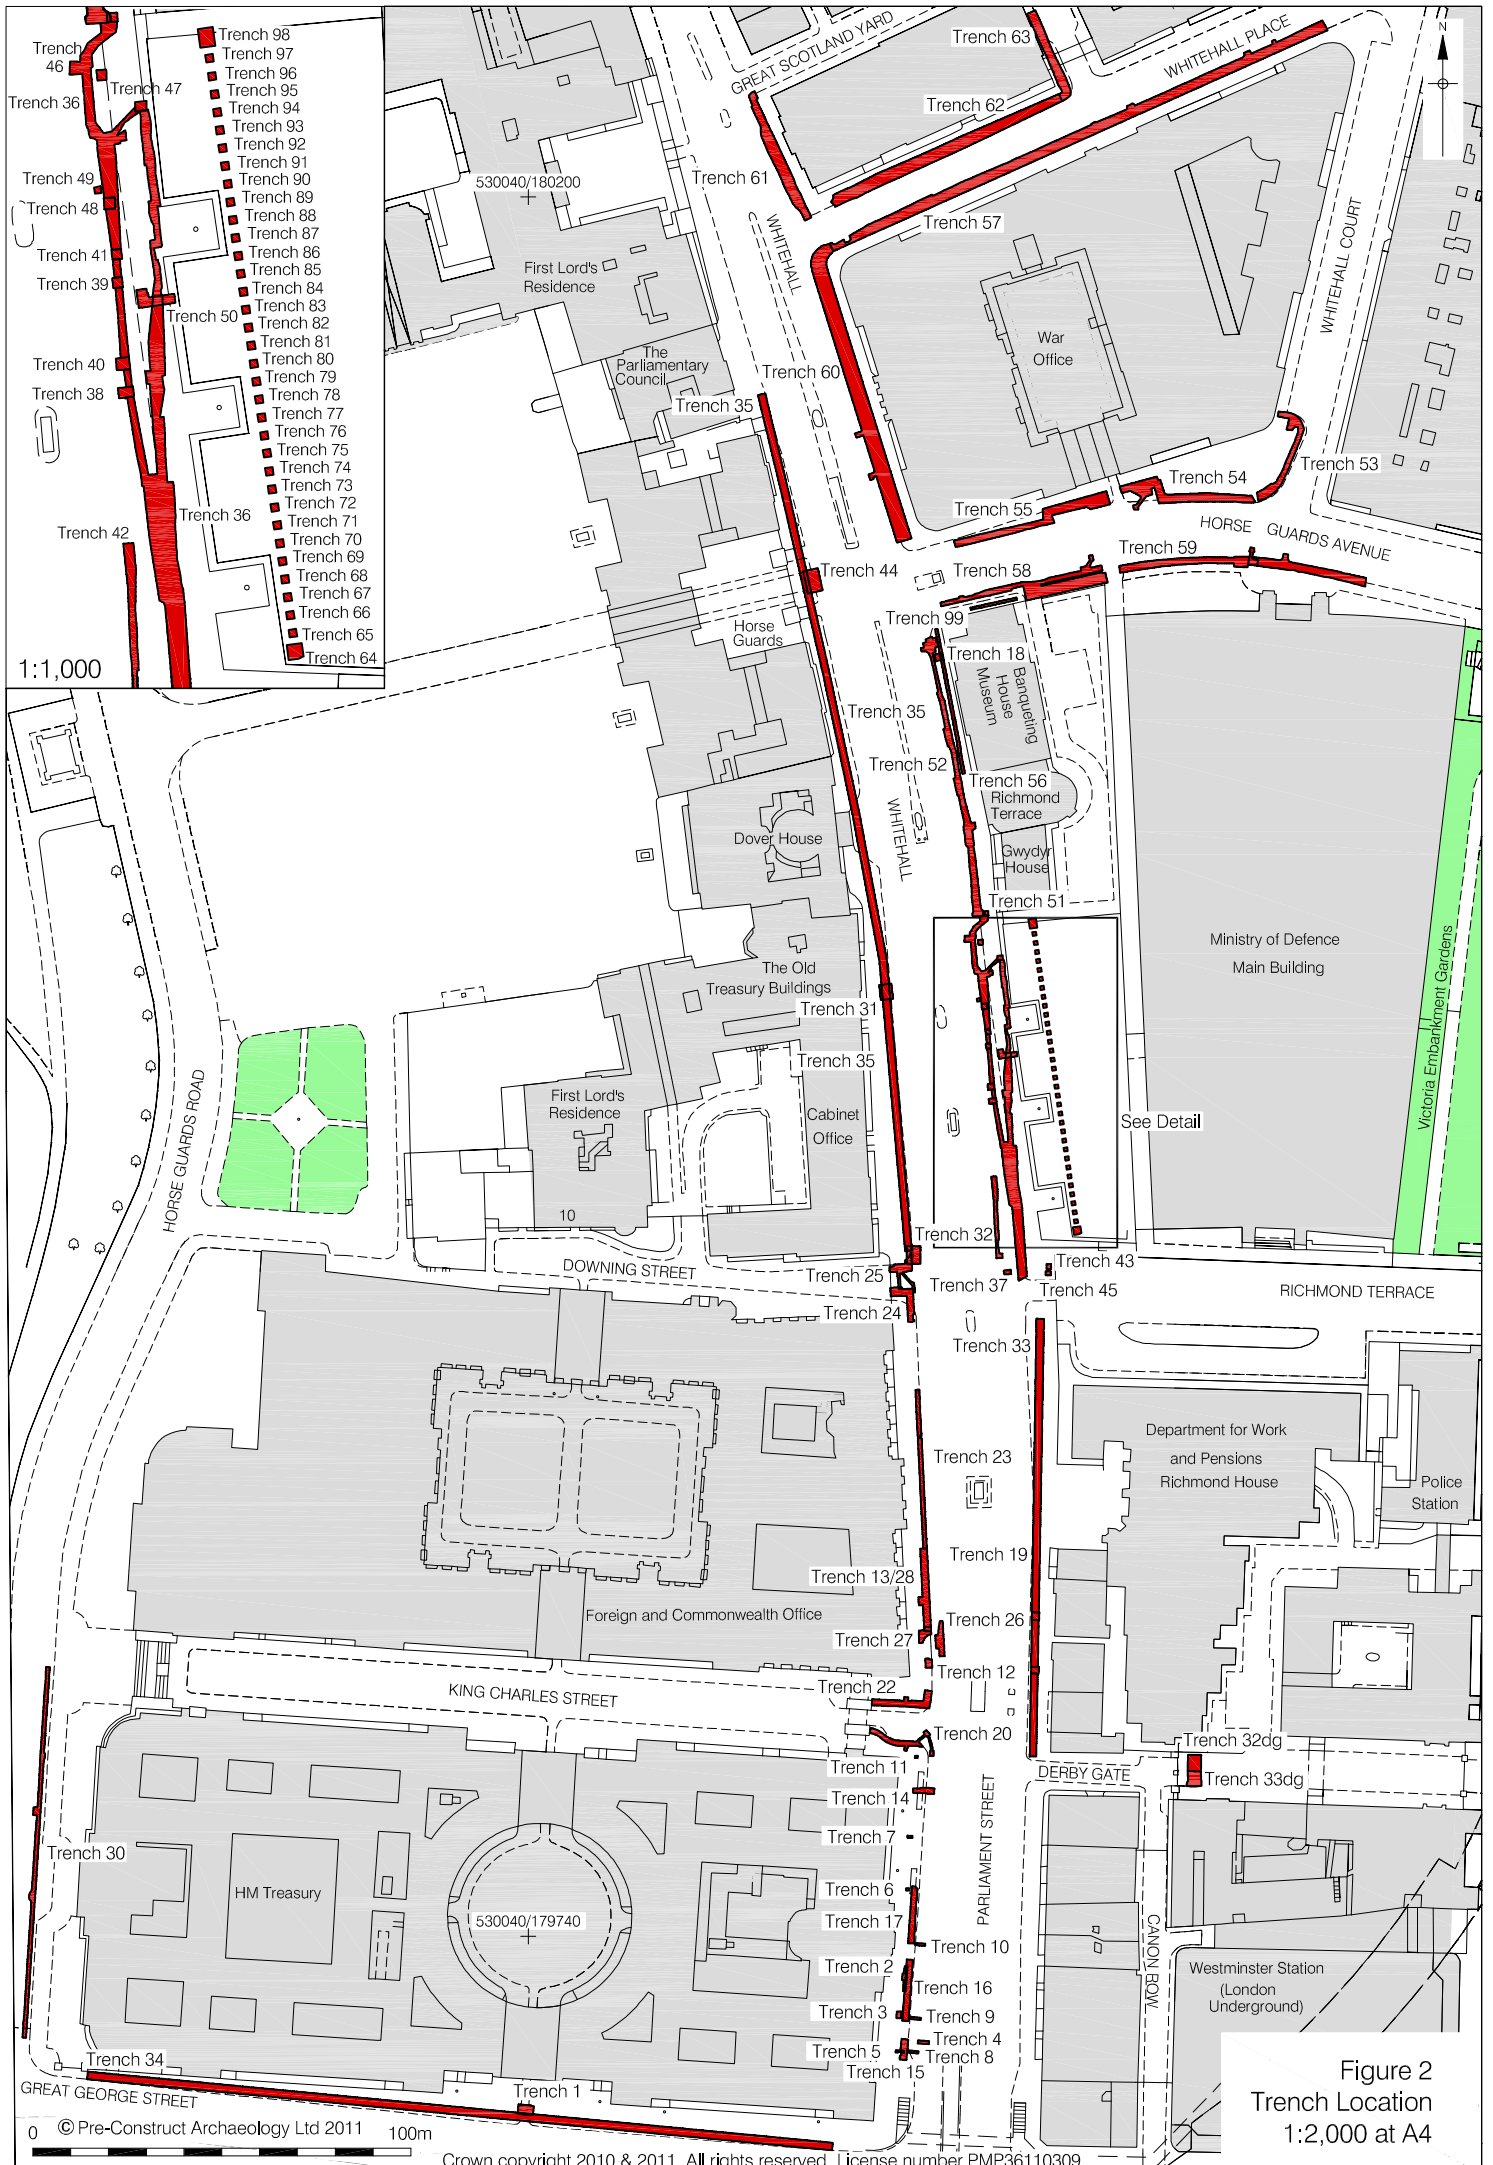 Trench 98
Trench 97
Trench 96
Trench 95
Trench 94
Trench 93
Trench 92
Trench 91
Trench 90
Trench 89
Trench 88
Trench 87
Trench 86
Trench 85
Trench 84
Trench 83
Trench 82
Trench 81
Trench 80
Trench 79
Trench 78
Trench 77
Trench 76
Trench 75
Trench 74
Trench 73
Trench 72
Trench 71
Trench 70
Trench 69
Trench 68
Trench 67
Trench 66
Trench 65
Trench 64
Trench
46
Trench 47
Trench 36
Trench 49
Trench 48
Trench 41
Trench 39
Trench 50
Trench 40
Trench 38
Trench 36
Trench 42
1:1,000
Trench 63
GREAT SCOTLAND YARD
WHITEHALL PLACE
N
Trench 62
Trench 61
530040/180200
Trench 57
WHITEHALL
WHITEHALL COURT
First Lord's
Residence
War
Office
The
Parliamentary
Council
Trench 60
Trench 35
Trench 53
Trench 54
Trench 55
HORSE GUARDS AVENUE
Trench 59
Trench 44
Trench 58
Trench 99
Horse
Guards
Trench 18
Banqueting
House
Museum
Trench 35
Trench 52
Trench 56
Richmond
Terrace
WHITEHALL
Dover House
Gwydyr
House
Trench 51
Ministry of Defence
Main Building
Victoria Embankment Gardens
The Old
Treasury Buildings
Trench 31
Trench 35
First Lord's
Residence
Cabinet
Office
See Detail
HORSE GUARDS ROAD
10
Trench 32
DOWNING STREET
Trench 25
Trench 43
Trench 37
Trench 45
RICHMOND TERRACE
Trench 24
Trench 33
Department for Work
and Pensions
Richmond House
Trench 23
Police
Station
Trench 19
Trench 13/28
Foreign and Commonwealth Office
Trench 26
Trench 27
Trench 12
Trench 22
KING CHARLES STREET
Trench 20
Trench 32dg
Trench 11
DERBY GATE
Trench 33dg
Trench 14
PARLIAMENT STREET
Trench 7
Trench 30
HM Treasury
Trench 6
530040/179740
Trench 17
CANON ROW
Trench 10
Trench 2
Westminster Station
(London
Underground)
Trench 16
Trench 3
Trench 9
Trench 4
Trench 5
Trench 8
Trench 15
Trench 34
Trench 1
GREAT GEORGE STREET
Figure 2
Trench Location
1:2,000 at A4
© Pre-Construct Archaeology Ltd 2011
0
100m
Crown copyright 2010 & 2011. All rights reserved. License number PMP36110309